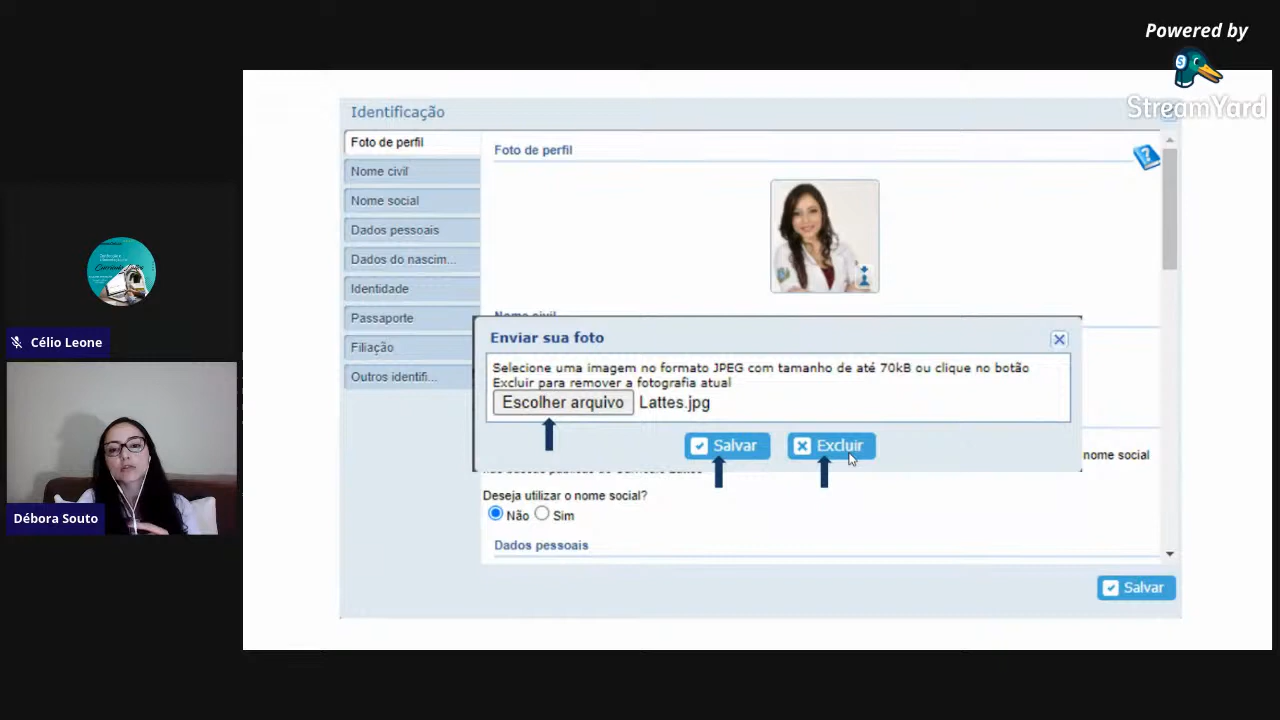 Powered by
StreamYard
Identificação
Foto de perfil
Nome civil
Nome social
Dados pessoais
Dados do nascim...
Identidade
Passaporte
Filiação
Outros identifi...
Foto de perfil
Enviar sua foto
Selecione uma imagem no formato JPEG com tamanho de até 70kB ou clique no botão
Excluir para remover a fotografia atual
Escolher arquivo Lattes.jpg
Salvar
Excluir
nome social
Deseja utilizar o nome social?
Não Sim
Dados pessoais
Salvar
Célio Leone
Débora Souto